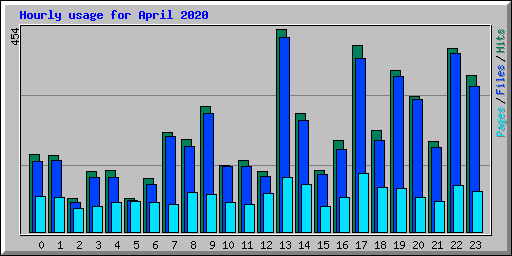 Hourly usage for April 2020
454
Pages / Files / Hits
0 1 2 3 4 5 6 7 8 9 10 11 12 13 14 15 16 17 18 19 20 21 22 23